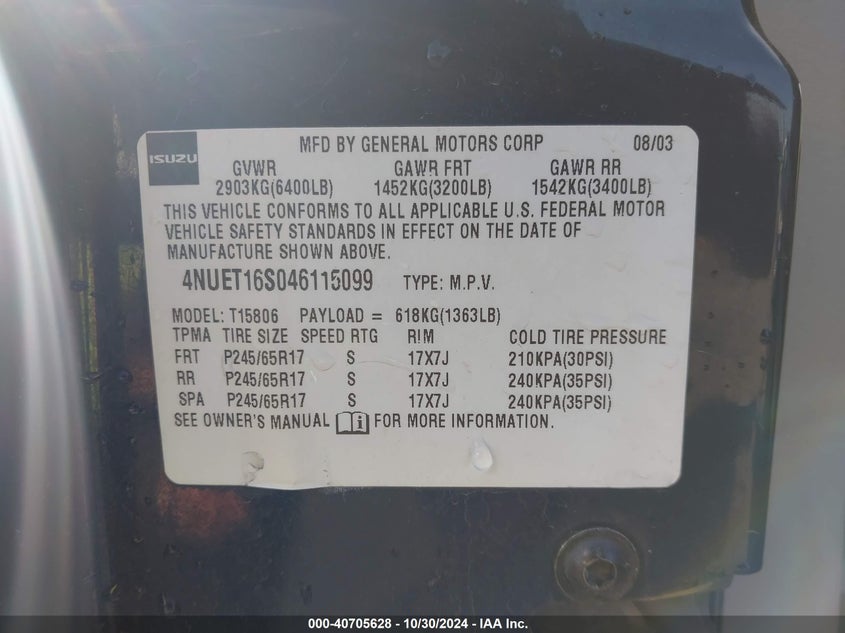 ISUZU
MFD BY GENERAL MOTORS CORP 08/03
GVWR GAWR FRT GAWR RR
2903KG(6400LB) 1452KG(3200LB) 1542KG(3400LB)
THIS VEHICLE CONFORMS TO ALL APPLICABLE U.S. FEDERAL MOTOR
VEHICLE SAFETY STANDARDS IN EFFECT ON THE DATE OF
MANUFACTURE SHOWN ABOVE.
4NUET16S046115099 TYPE: M.P.V.
MODEL: T15806 PAYLOAD = 618KG(1363LB)
TPMA TIRE SIZE SPEED RTG RIM COLD TIRE PRESSURE
FRT P245/65R17 S 17X7J 210KPA(30PSI)
RR P245/65R17 S 17X7J 240KPA(35PSI)
SPA P245/65R17 S 17X7J 240KPA(35PSI)
SEE OWNER'S MANUAL FOR MORE INFORMATION.
000-40705628 - 10/30/2024 - IAA Inc.